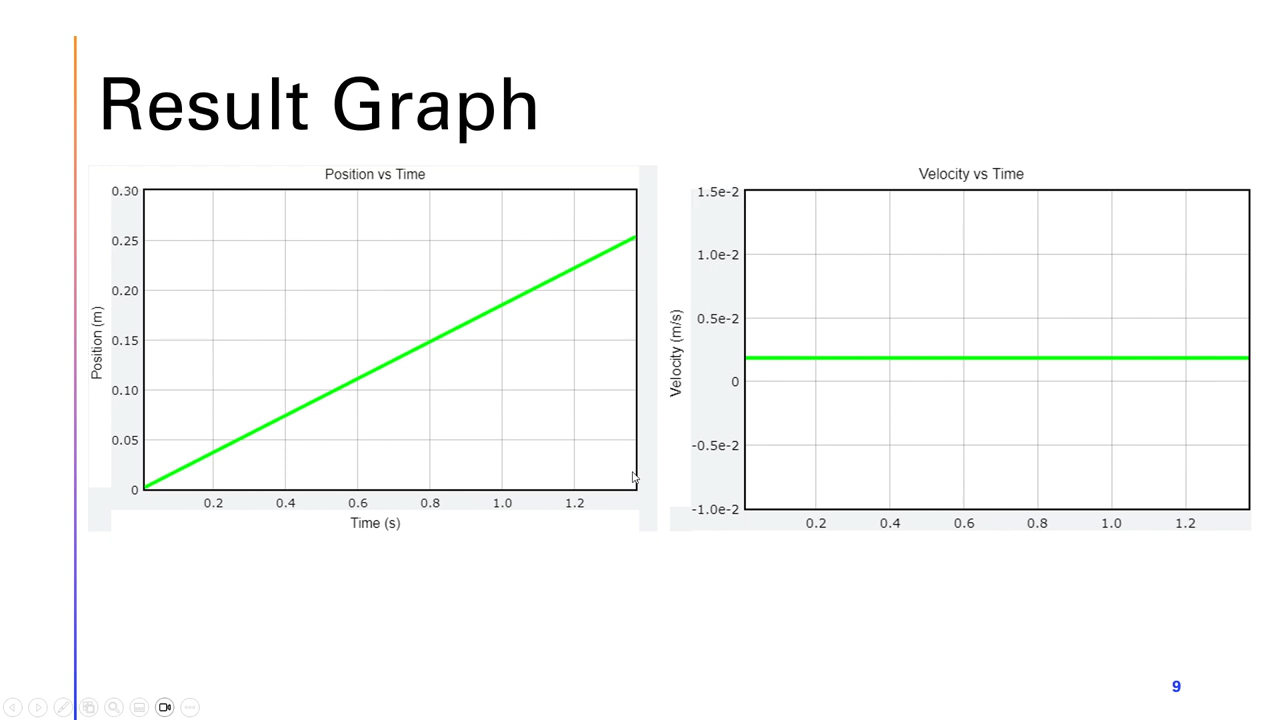 Result Graph
Position vs Time
0.30
0.25
0.20
0.15
0.10
0.05
0
Position (m)
0.2 0.4 0.6 0.8 1.0 1.2
Time (s)
Velocity vs Time
1.5e-2
1.0e-2
0.5e-2
0
-0.5e-2
-1.0e-2
Velocity (m/s)
0.2 0.4 0.6 0.8 1.0 1.2
9